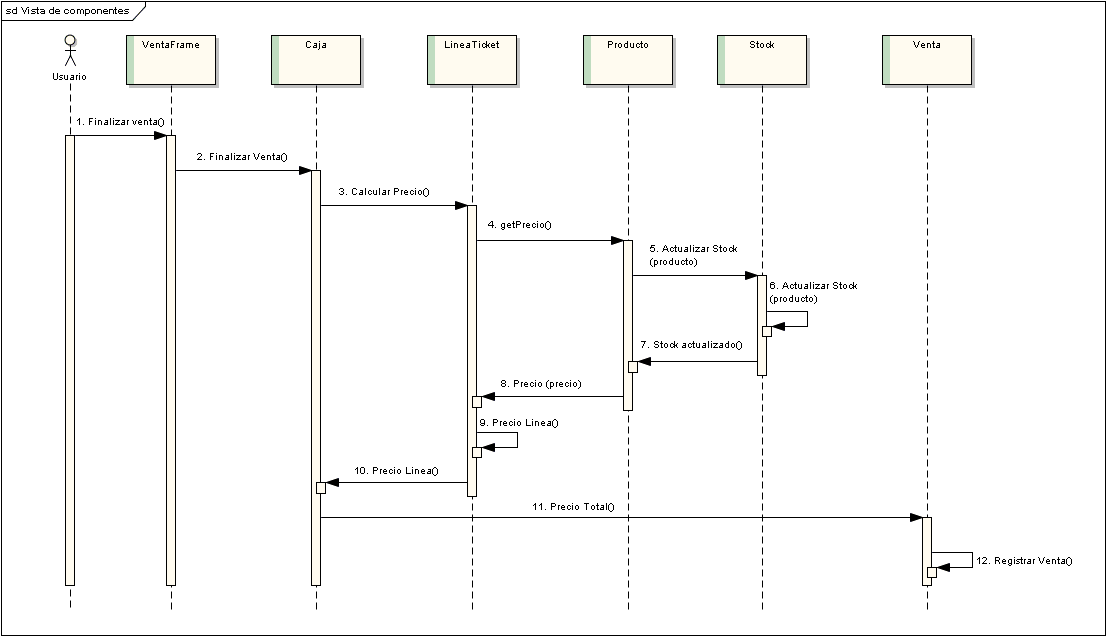 sd Vista de componentes
Usuario
VentaFrame
Caja
LineaTicket
Producto
Stock
Venta
1. Finalizar venta()
2. Finalizar Venta()
3. Calcular Precio()
4. getPrecio()
5. Actualizar Stock
(producto)
6. Actualizar Stock
(producto)
7. Stock actualizado()
8. Precio (precio)
9. Precio Linea()
10. Precio Linea()
11. Precio Total()
12. Registrar Venta()